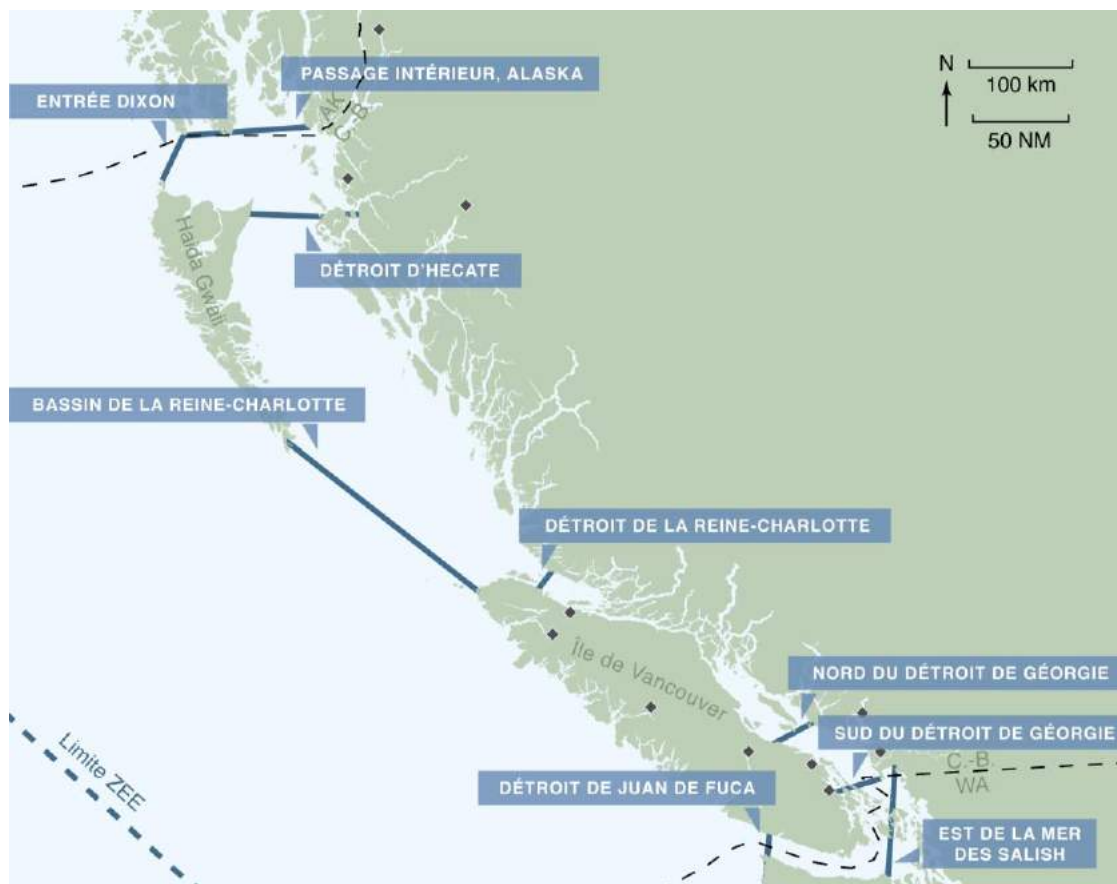 PASSAGE INTÉRIEUR, ALASKA
ENTRÉE DIXON
AK
C.-B.
N
100 km
50 NM
Haida Gwaii
DÉTROIT D'HECATE
BASSIN DE LA REINE-CHARLOTTE
DÉTROIT DE LA REINE-CHARLOTTE
Île de Vancouver
NORD DU DÉTROIT DE GÉORGIE
SUD DU DÉTROIT DE GÉORGIE
C.-B.
WA
Limite ZEE
DÉTROIT DE JUAN DE FUCA
EST DE LA MER
DES SALISH